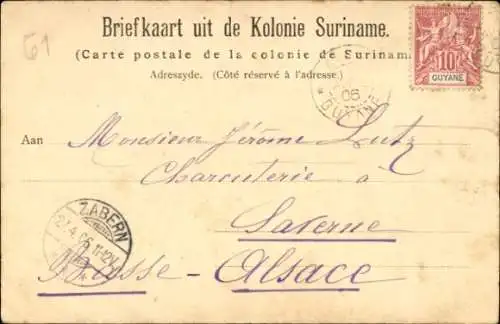 61
Briefkaart uit de Kolonie Suriname.
(Carte postale de la colonie de Surinam
Adreszyde. (Côté réservé à l'adresse.)
10
GUYANE
06
GUYANE
Aan
Monsieur Jérôme Lutz
Charcuterie à
Saverne
Basse-Alsace
ZABERN